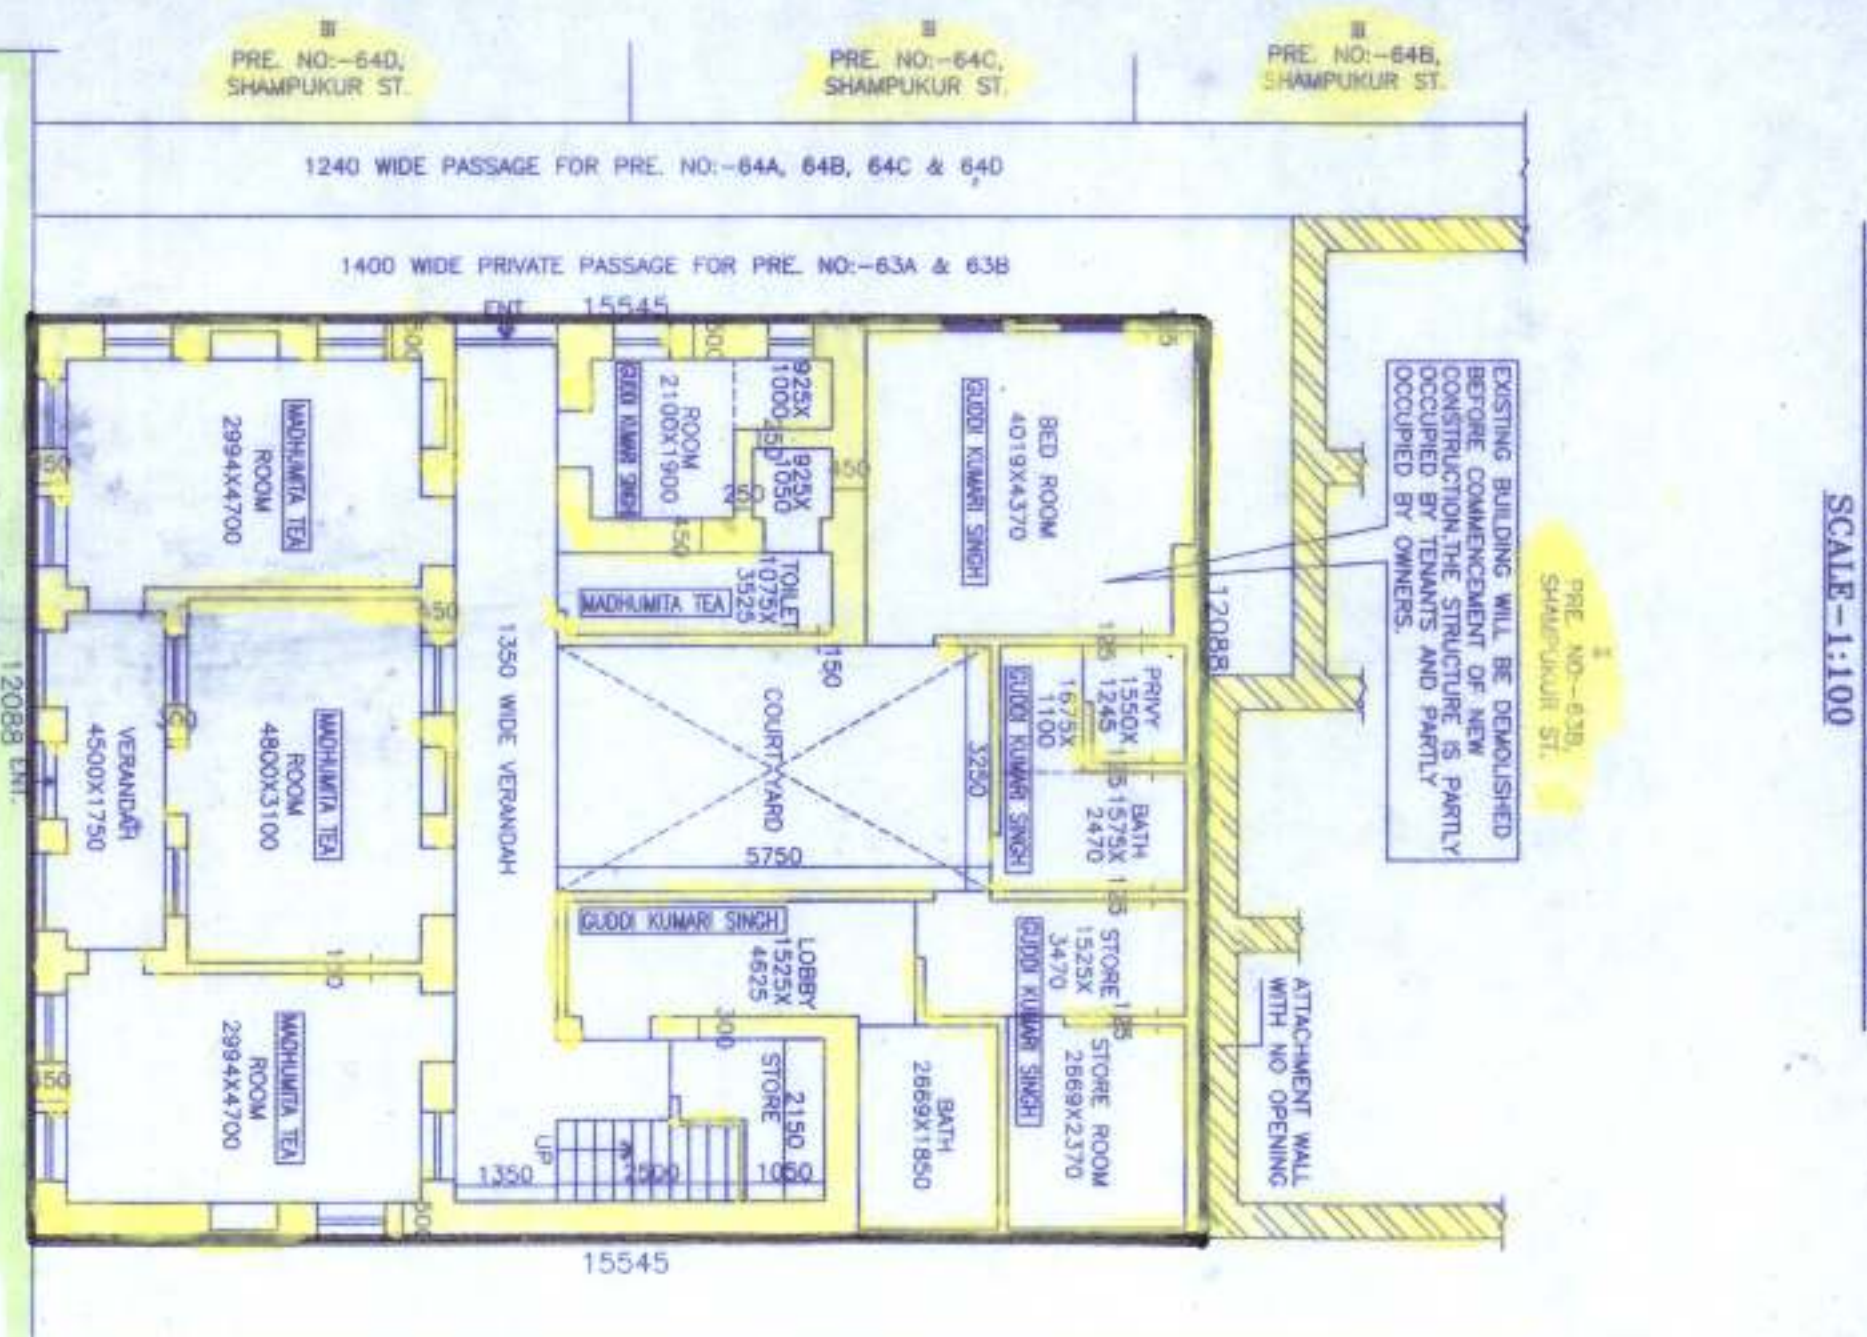 III
PRE. NO:-64D,
SHAMPUKUR ST.
III
PRE. NO:-64C,
SHAMPUKUR ST.
III
PRE. NO:-64B,
SHAMPUKUR ST.
1240 WIDE PASSAGE FOR PRE. NO:-64A, 64B, 64C & 64D
1400 WIDE PRIVATE PASSAGE FOR PRE. NO:-63A & 63B
ENT.
15545
MADHUMITA TEA
ROOM
2994X4700
GUDDI KUMARI SINGH
ROOM
2100X1900
925X
1000
250
925X
1050
250
450
TOILET
1075X
3525
MADHUMITA TEA
150
BED ROOM
4019X4370
GUDDI KUMARI SINGH
450
EXISTING BUILDING WILL BE DEMOLISHED
BEFORE COMMENCEMENT OF NEW
CONSTRUCTION.THE STRUCTURE IS PARTLY
OCCUPIED BY TENANTS AND PARTLY
OCCUPIED BY OWNERS.
PRE. NO:-63B,
SHAMPUKUR ST.
SCALE-1:100
12088
12088 ENT.
VERANDAH
4500X1750
MADHUMITA TEA
ROOM
4800X3100
1350 WIDE VERANDAH
COURTYARD
5750
3250
PRIVY
1550X
1245
1675X
1100
GUDDI KUMARI SINGH
125
125
BATH
1575X
2470
125
GUDDI KUMARI SINGH
LOBBY
1525X
4625
STORE
1525X
3470
GUDDI KUMARI SINGH
125
STORE ROOM
2669X2370
BATH
2669X1850
300
STORE
2150
UP
1350
2500
1050
MADHUMITA TEA
ROOM
2994X4700
ATTACHMENT WALL
WITH NO OPENING
15545